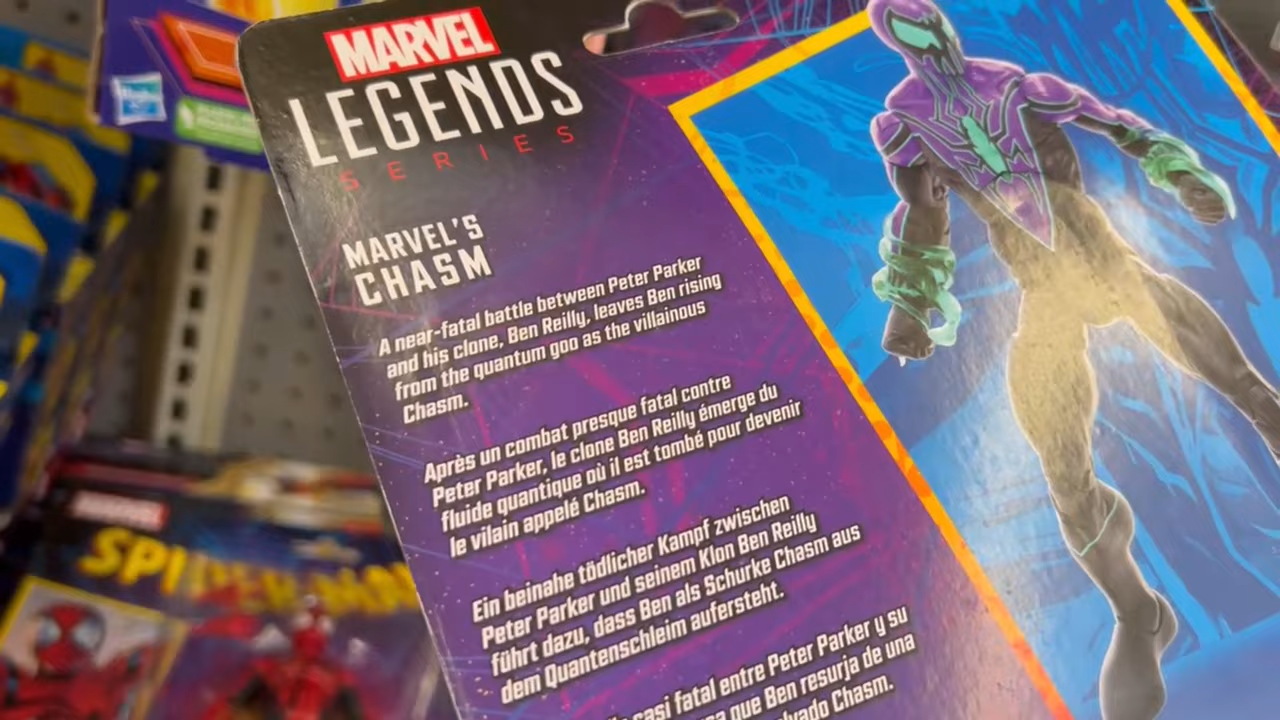 MARVEL
LEGENDS
SERIES
MARVEL'S
CHASM
A near-fatal battle between Peter Parker
and his clone, Ben Reilly, leaves Ben rising
from the quantum goo as the villainous
Chasm.
Après un combat presque fatal contre
Peter Parker, le clone Ben Reilly émerge du
fluide quantique où il est tombé pour devenir
le vilain appelé Chasm.
Ein beinahe tödlicher Kampf zwischen
Peter Parker und seinem Klon Ben Reilly
führt dazu, dass Ben als Schurke Chasm aus
dem Quantenschleim aufersteht.
casi fatal entre Peter Parker y su
que Ben resurja de una
Chasm.
Hasbro
MARVEL
SPIDER-MAN